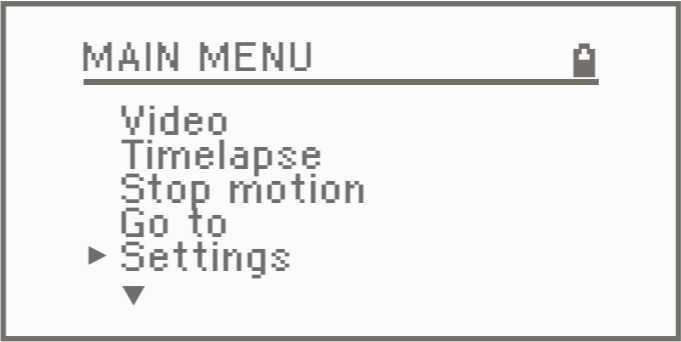 MAIN MENU
Video
Timelapse
Stop motion
Go to
Settings